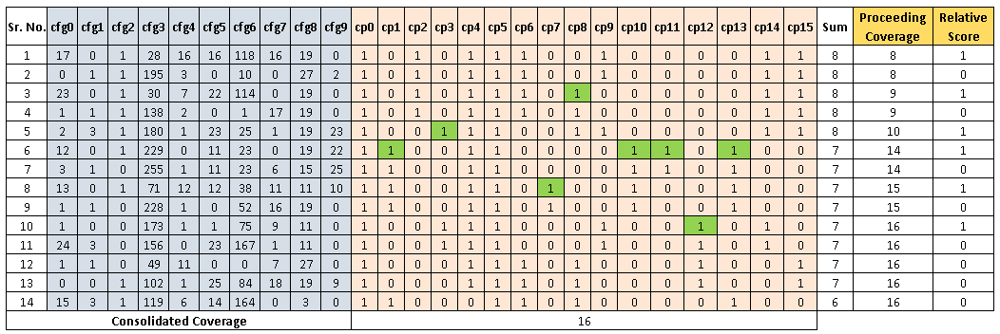 Sr. No. cfg0 cfg1 cfg2 cfg3 cfg4 cfg5 cfg6 cfg7 cfg8 cfg9 cp0 cp1 cp2 cp3 cp4 cp5 cp6 cp7 cp8 cp9 cp10 cp11 cp12 cp13 cp14 cp15 Sum Proceeding Coverage Relative Score
1 17 0 1 28 16 16 118 16 19 0 1 0 1 0 1 1 1 0 0 1 0 0 0 0 1 1 8 8 1
2 0 1 1 195 3 0 10 0 27 2 1 0 1 0 1 1 1 0 0 1 0 0 0 0 1 1 8 8 0
3 23 0 1 30 7 22 114 0 19 0 1 0 1 0 1 1 1 0 1 0 0 0 0 0 1 1 8 9 1
4 1 1 1 138 2 0 1 17 19 0 1 0 1 0 1 1 1 0 0 1 0 0 0 0 1 1 8 9 0
5 2 3 1 180 1 23 25 1 19 23 1 0 0 1 1 1 1 0 0 1 0 0 0 0 1 1 8 10 1
6 12 0 1 229 0 11 23 0 19 22 1 1 0 0 1 1 0 0 0 0 1 1 0 1 0 0 7 14 1
7 3 1 0 255 1 11 23 6 15 25 1 1 0 0 1 1 0 0 0 0 1 1 0 1 0 0 7 14 0
8 13 0 1 71 12 12 38 11 11 10 1 1 0 0 1 1 0 1 0 0 1 0 0 1 0 0 7 15 1
9 1 1 0 228 1 0 52 16 19 0 1 1 0 0 1 1 0 1 0 0 1 0 0 1 0 0 7 15 0
10 1 0 0 173 1 1 75 9 11 0 1 1 0 0 1 1 0 0 0 1 0 0 1 0 1 0 7 16 1
11 24 3 0 156 0 23 167 1 11 0 1 1 0 0 1 1 0 0 0 1 0 0 1 0 1 0 7 16 0
12 1 1 1 49 11 0 0 7 27 0 1 1 0 0 1 1 1 0 0 0 0 0 1 0 0 1 7 16 0
13 0 0 1 102 1 25 84 18 19 9 1 1 0 0 1 1 1 0 0 0 0 0 1 0 0 1 7 16 0
14 15 3 1 119 6 14 164 0 3 0 1 1 0 0 0 1 1 0 1 0 0 0 0 1 0 0 6 16 0
Consolidated Coverage 16